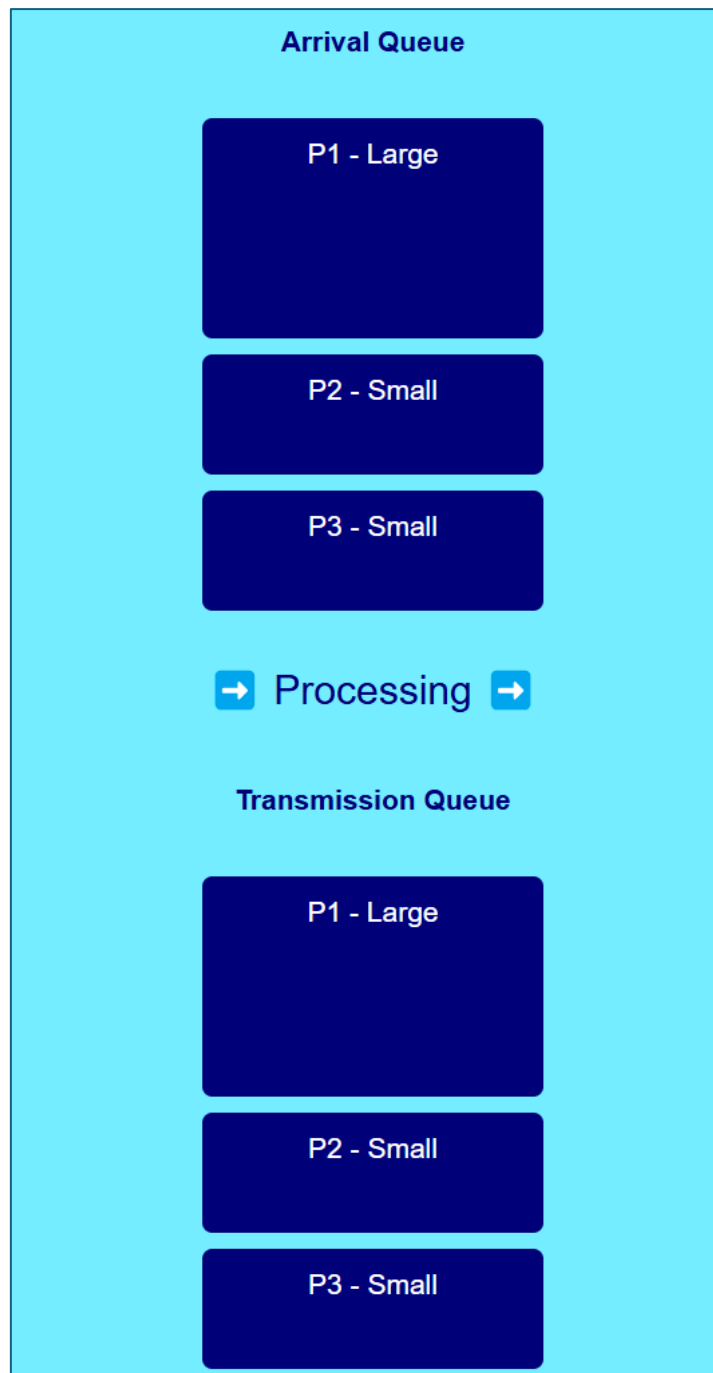 Arrival Queue
P1 - Large
P2 - Small
P3 - Small
➡ Processing ➡
Transmission Queue
P1 - Large
P2 - Small
P3 - Small